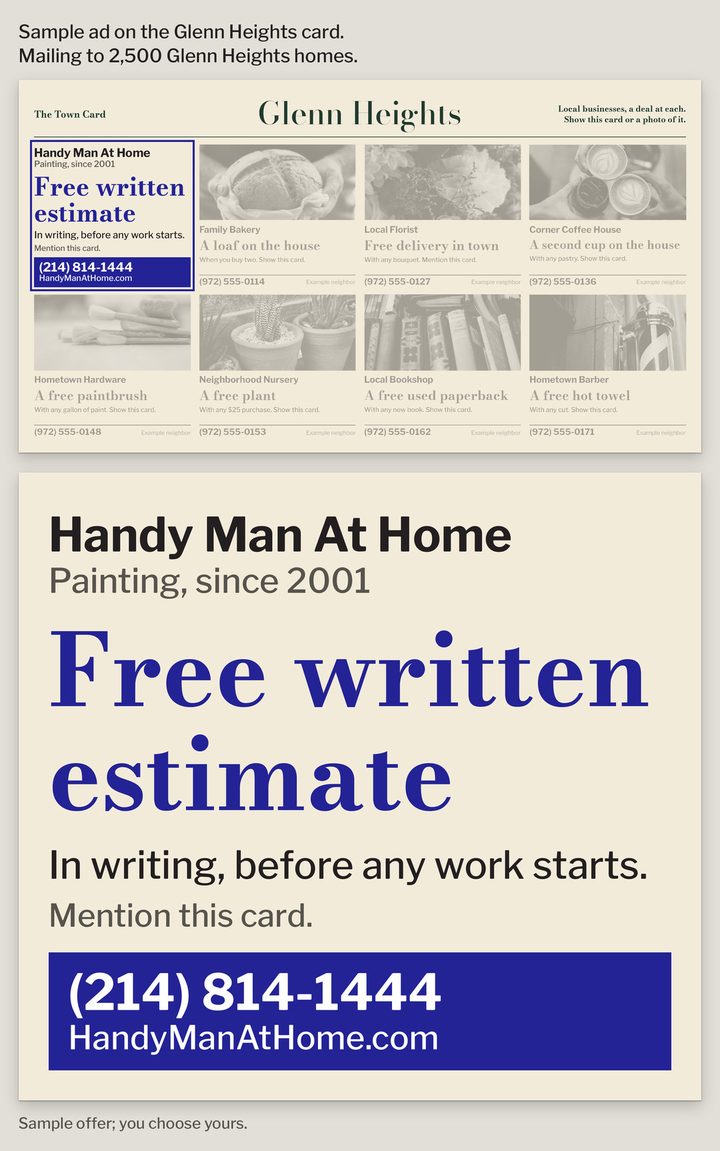 Sample ad on the Glenn Heights card.
Mailing to 2,500 Glenn Heights homes.
The Town Card
Glenn Heights
Local businesses, a deal at each.
Show this card or a photo of it.
Handy Man At Home
Painting, since 2001
Free written
estimate
In writing, before any work starts.
Mention this card.
(214) 814-1444
HandyManAtHome.com
Family Bakery
A loaf on the house
When you buy two. Show this card.
(972) 555-0114
Example neighbor
Local Florist
Free delivery in town
With any bouquet. Mention this card.
(972) 555-0127
Example neighbor
Corner Coffee House
A second cup on the house
With any pastry. Show this card.
(972) 555-0136
Example neighbor
Hometown Hardware
A free paintbrush
With any gallon of paint. Show this card.
(972) 555-0148
Example neighbor
Neighborhood Nursery
A free plant
With any $25 purchase. Show this card.
(972) 555-0153
Example neighbor
Local Bookshop
A free used paperback
With any new book. Show this card.
(972) 555-0162
Example neighbor
Hometown Barber
A free hot towel
With any cut. Show this card.
(972) 555-0171
Example neighbor
Handy Man At Home
Painting, since 2001
Free written
estimate
In writing, before any work starts.
Mention this card.
(214) 814-1444
HandyManAtHome.com
Sample offer; you choose yours.